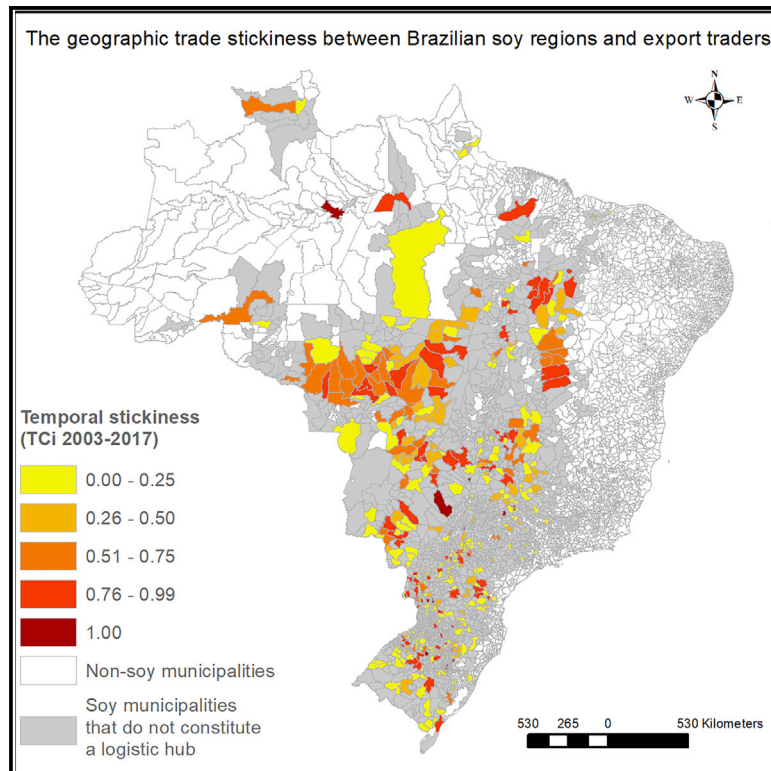 The geographic trade stickiness between Brazilian soy regions and export traders
N
W E
S
Temporal stickiness
(TCi 2003-2017)
0.00 - 0.25
0.26 - 0.50
0.51 - 0.75
0.76 - 0.99
1.00
Non-soy municipalities
Soy municipalities
that do not constitute
a logistic hub
530 265 0 530 Kilometers